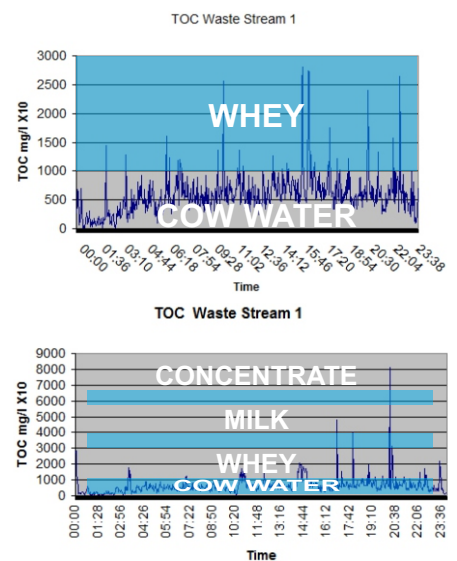 TOC Waste Stream 1
3000
2500
2000
1500
1000
500
0
TOC mg/l X10
WHEY
COW WATER
00:00 01:36 03:10 04:44 06:18 07:54 09:28 11:02 12:36 14:12 15:46 17:20 18:54 20:30 22:04 23:38
Time
TOC Waste Stream 1
9000
8000
7000
6000
5000
4000
3000
2000
1000
0
TOC mg/l X10
CONCENTRATE
MILK
WHEY
COW WATER
00:00 01:28 02:56 04:26 05:54 07:22 08:50 10:20 11:48 13:16 14:44 16:12 17:42 19:10 20:38 22:06 23:36
Time